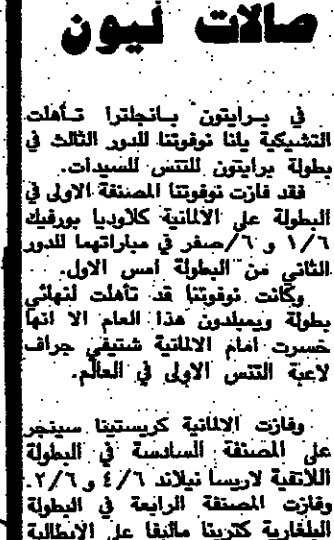 صالات ليون
في برايتون بانجلترا تأهلت
التشيكية يانا نوفوتنا للدور الثالث في
بطولة برايتون للتنس للسيدات.
فقد فازت نوفوتنا المصنفة الاولى في
البطولة على الالمانية كلاوديا بورفيك
٦/١ و ٦/صفر في مباراتهما للدور
الثاني من البطولة امس الاول.
وكانت نوفوتنا قد تأهلت لنهائي
بطولة ويمبلدون هذا العام الا انها
خسرت امام الالمانية شتيفي جراف
لاعبة التنس الاولى في العالم.
وفازت الالمانية كريستينا سينجر
على المصنفة السادسة في البطولة
اللاتفية لاريسا نيلاند ٦/٤ و ٦/٢.
وفازت المصنفة الرابعة في البطولة
البلغارية كترينا ماليفا على الايطالية